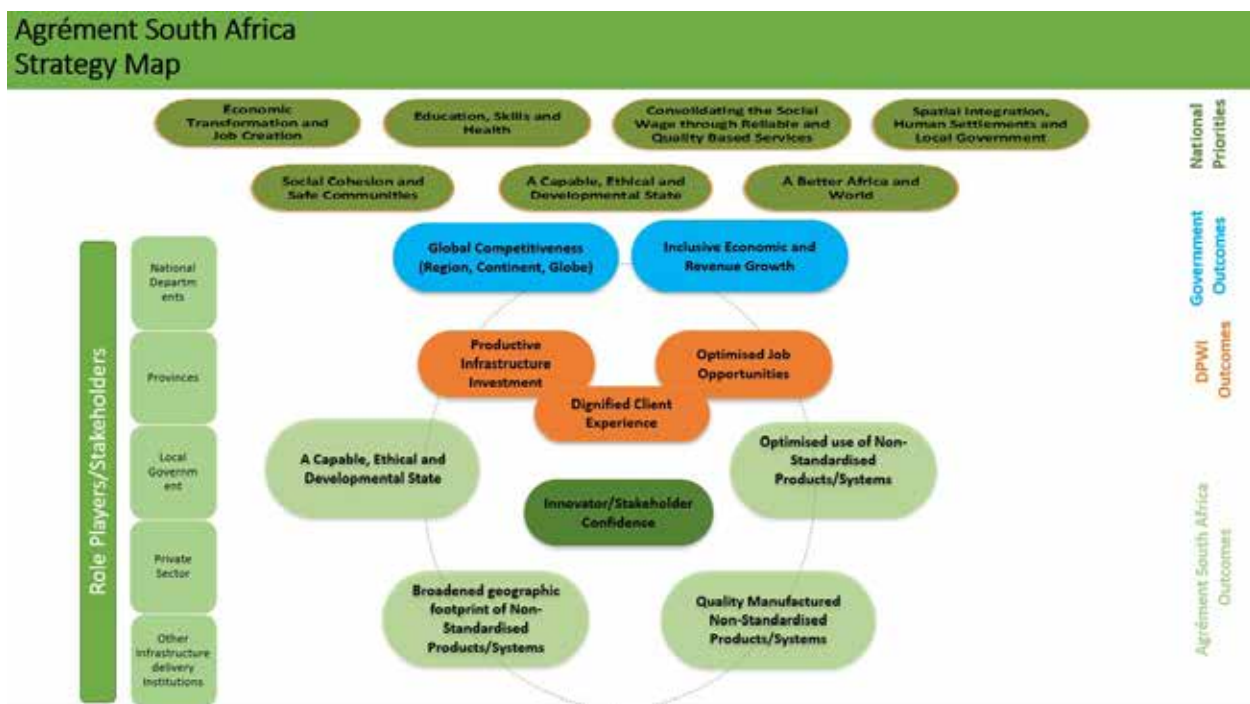 Agrément South Africa
Strategy Map
Economic
Transformation and
Job Creation
Education, Skills and
Health
Consolidating the Social
Wage through Reliable and
Quality Based Services
Spatial Integration,
Human Settlements and
Local Government
National
Priorities
Social Cohesion and
Safe Communities
A Capable, Ethical and
Developmental State
A Better Africa and
World
Global Competitiveness
(Region, Continent, Globe)
Inclusive Economic and
Revenue Growth
Government
Outcomes
Productive
Infrastructure
Investment
Optimised Job
Opportunities
Dignified Client
Experience
DPWI
Outcomes
A Capable, Ethical and
Developmental State
Optimised use of Non-
Standardised
Products/Systems
Innovator/Stakeholder
Confidence
Broadened geographic
footprint of Non-
Standardised
Products/Systems
Quality Manufactured
Non-Standardised
Products/Systems
Agrément South Africa
Outcomes
Role Players/Stakeholders
National
Departm
ents
Provinces
Local
Governm
ent
Private
Sector
Other
Infrastructure
delivery
Institutions